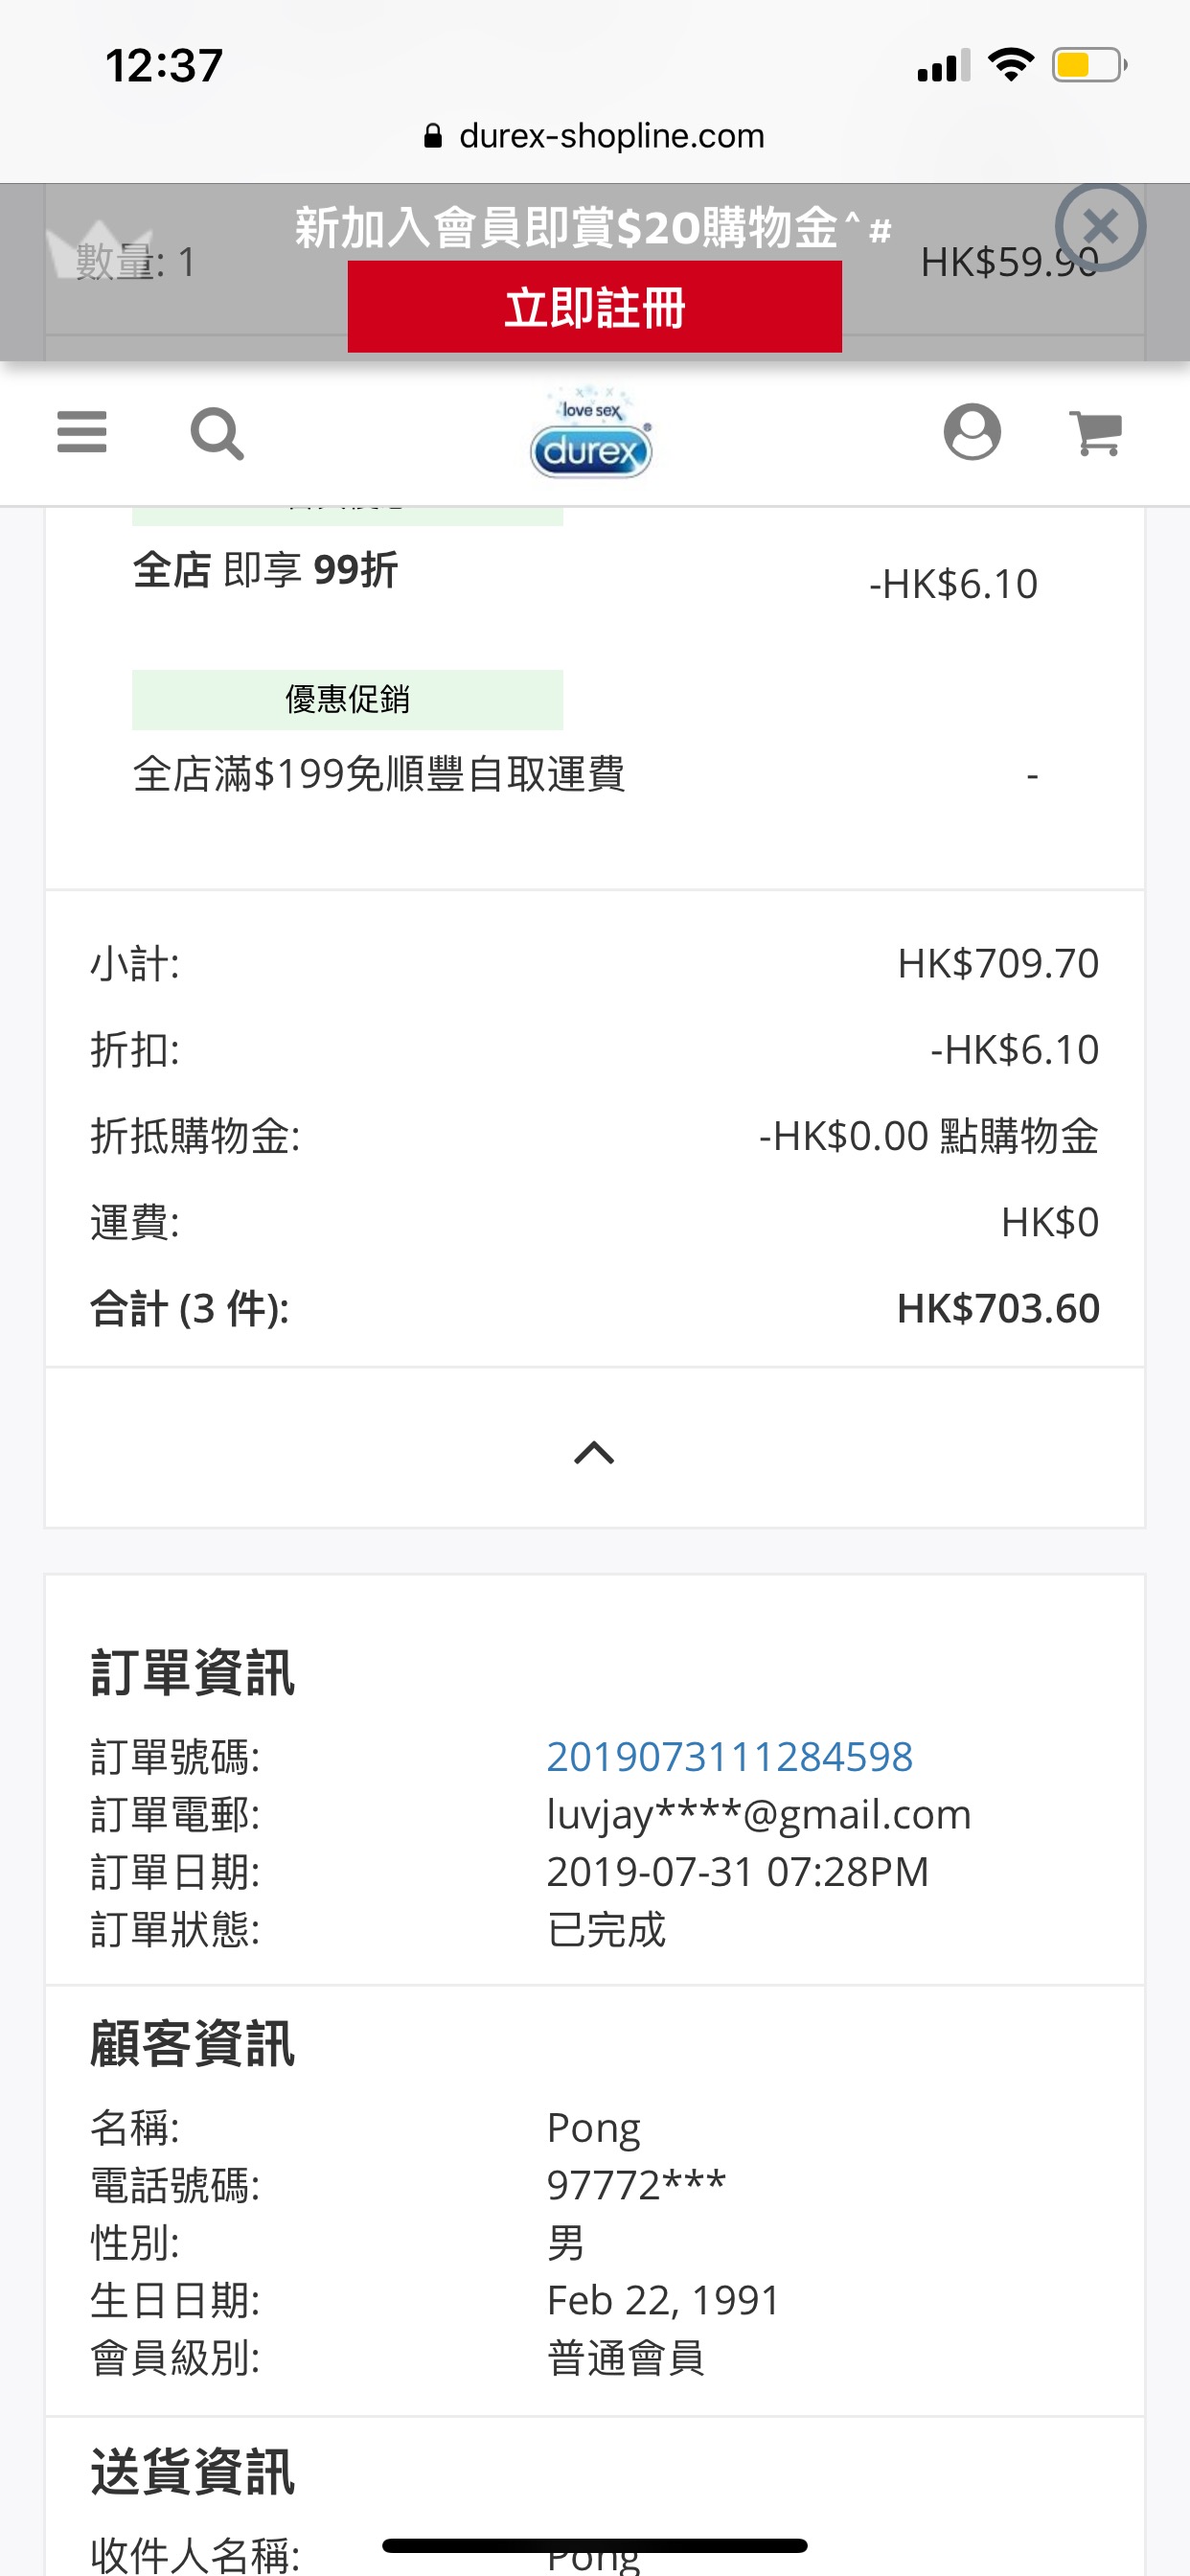 12:37
durex-shopline.com
新加入會員即賞$20購物金^#
數量: 1 HK$59.90
立即註冊
love sex
durex®
全店 即享 99折 -HK$6.10
優惠促銷
全店滿$199免順豐自取運費 -
小計: HK$709.70
折扣: -HK$6.10
折抵購物金: -HK$0.00 點購物金
運費: HK$0
合計 (3 件): HK$703.60
訂單資訊
訂單號碼: 2019073111284598
訂單電郵: luvjay****@gmail.com
訂單日期: 2019-07-31 07:28PM
訂單狀態: 已完成
顧客資訊
名稱: Pong
電話號碼: 97772***
性別: 男
生日日期: Feb 22, 1991
會員級別: 普通會員
送貨資訊
收件人名稱: Pong